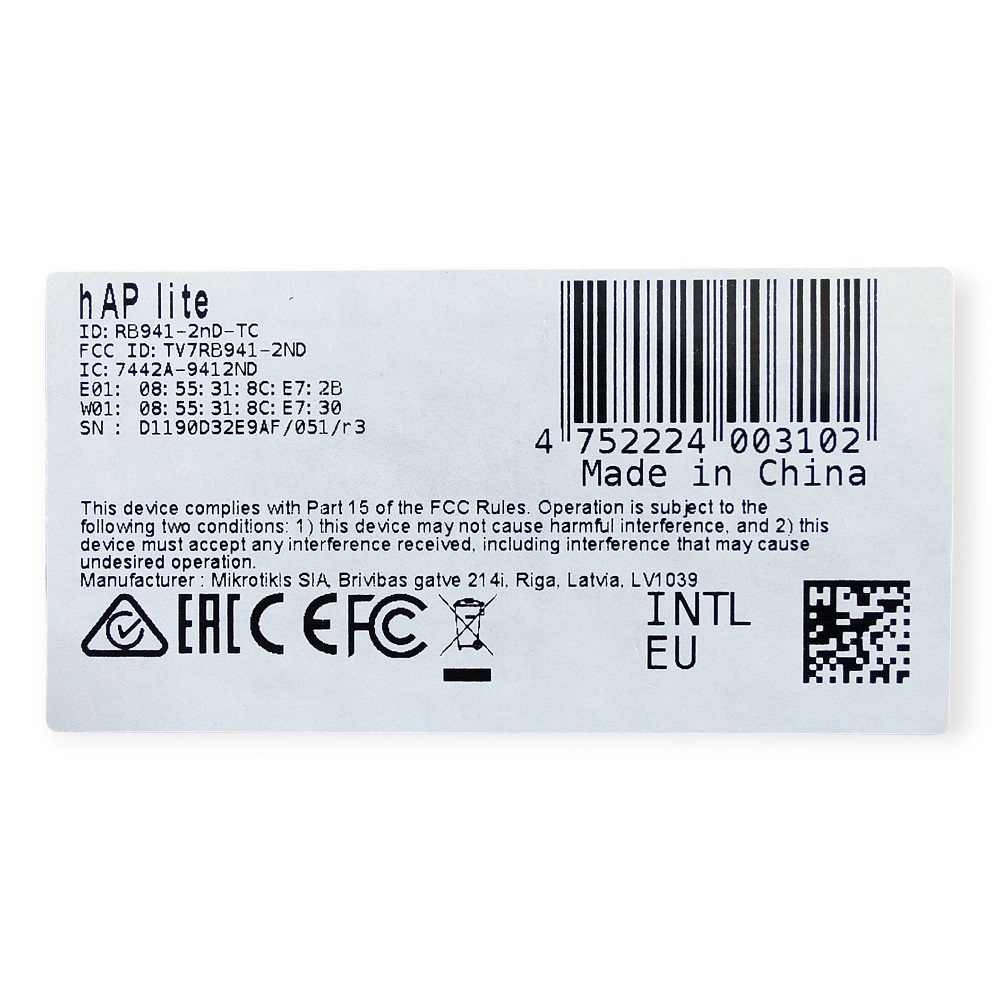 hAP lite
ID: RB941-2nD-TC
FCC ID: TV7RB941-2ND
IC: 7442A-9412ND
E01: 08:55:31:8C:E7:2B
W01: 08:55:31:8C:E7:30
SN : D1190D32E9AF/051/r3
4 752224 003102
Made in China
This device complies with Part 15 of the FCC Rules. Operation is subject to the
following two conditions: 1) this device may not cause harmful interference, and 2) this
device must accept any interference received, including interference that may cause
undesired operation.
Manufacturer : Mikrotikls SIA, Brivibas gatve 214i, Riga, Latvia, LV1039
EAC CE FC
INTL
EU